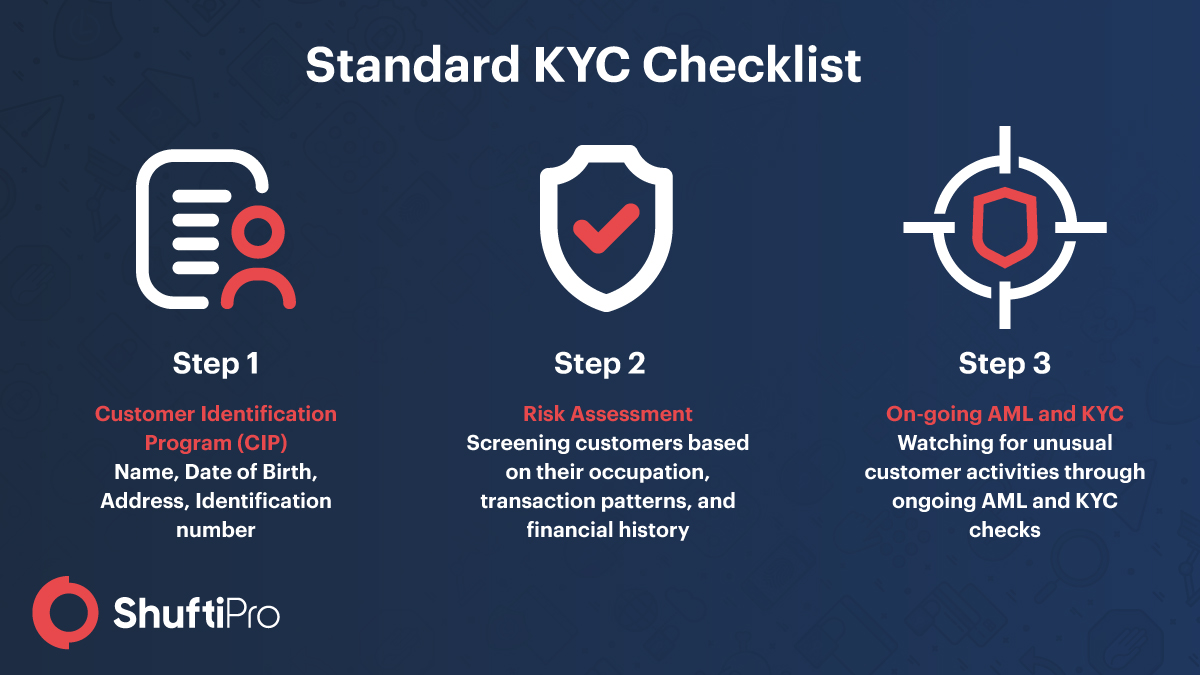 Standard KYC Checklist
Step 1
Customer Identification
Program (CIP)
Name, Date of Birth,
Address, Identification
number
Step 2
Risk Assessment
Screening customers based
on their occupation,
transaction patterns, and
financial history
Step 3
On-going AML and KYC
Watching for unusual
customer activities through
ongoing AML and KYC
checks
ShuftiPro